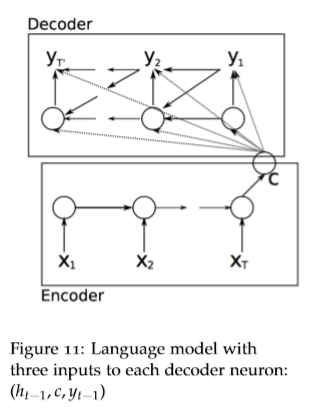 Decoder
y_T' y_2 y_1
c
X_1 X_2 X_T
Encoder
Figure 11: Language model with
three inputs to each decoder neuron:
(h_{t−1}, c, y_{t−1})